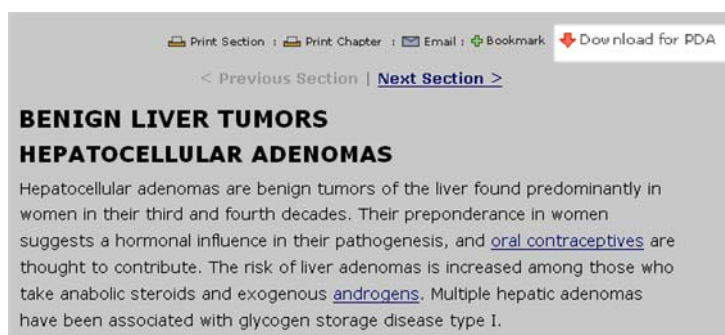 Print Section : Print Chapter : Email : Bookmark Download for PDA
< Previous Section | Next Section >
BENIGN LIVER TUMORS
HEPATOCELLULAR ADENOMAS
Hepatocellular adenomas are benign tumors of the liver found predominantly in
women in their third and fourth decades. Their preponderance in women
suggests a hormonal influence in their pathogenesis, and oral contraceptives are
thought to contribute. The risk of liver adenomas is increased among those who
take anabolic steroids and exogenous androgens. Multiple hepatic adenomas
have been associated with glycogen storage disease type I.